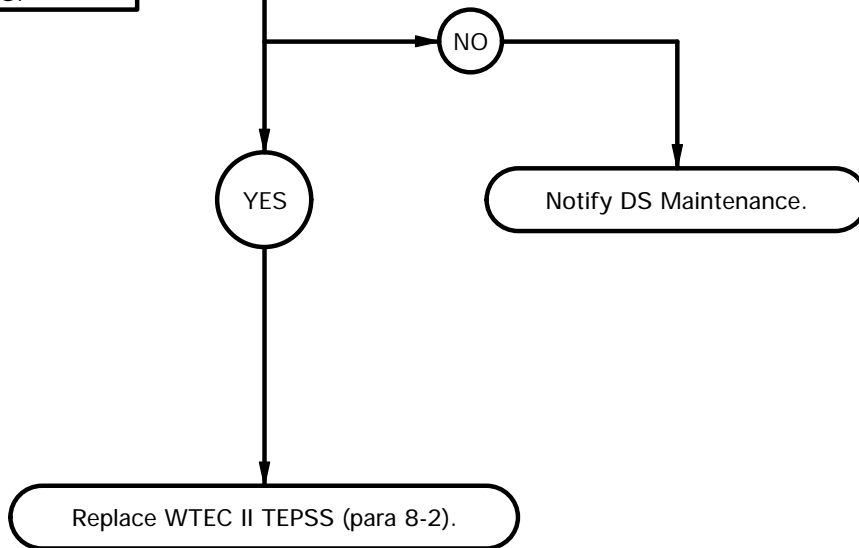 NO
YES
Notify DS Maintenance.
Replace WTEC II TEPSS (para 8-2).